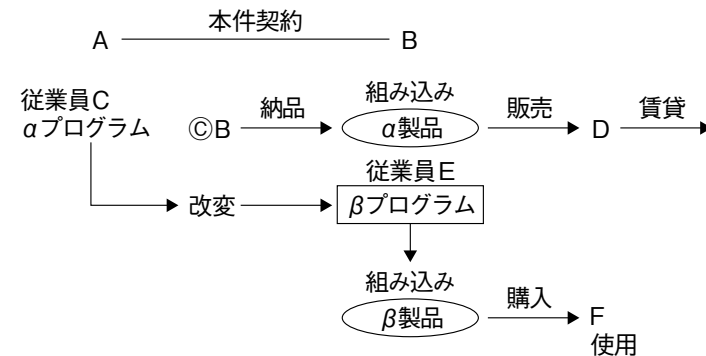 本件契約
A B
従業員C
αプログラム
ⒸB 納品 組み込み
α製品 販売 D 賃貸
従業員E
改変 βプログラム
組み込み
β製品 購入 F
使用